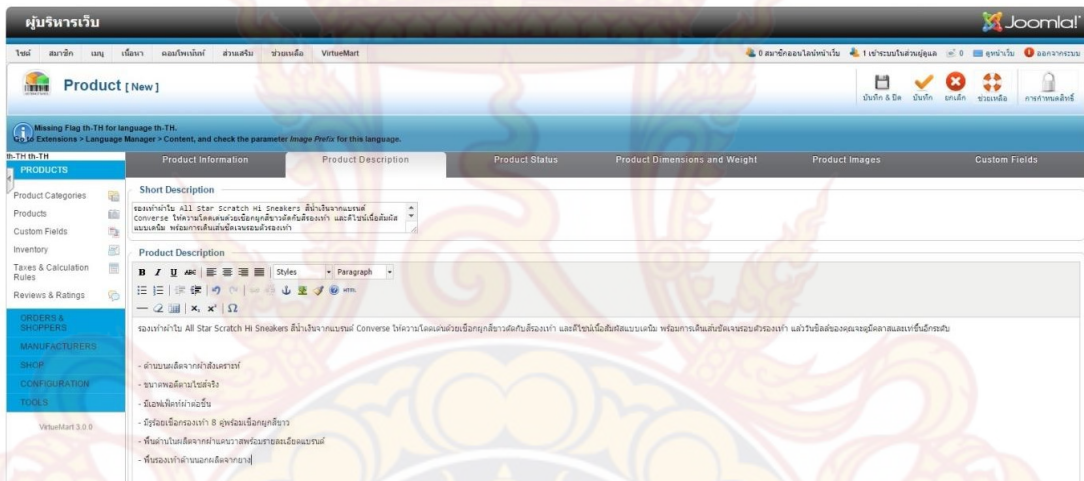 ผู้บริหารเว็บ
Joomla!
ไซต์ สมาชิก เมนู เนื้อหา คอมโพเน้นท์ ส่วนเสริม ช่วยเหลือ VirtueMart
0 สมาชิกออนไลน์หน้าเว็บ 1 เข้าระบบในส่วนผู้ดูแล 0 ดูหน้าเว็บ ออกจากระบบ
Product [ New ]
บันทึก & ปิด บันทึก ยกเลิก ช่วยเหลือ การกำหนดสิทธิ์
Missing Flag th-TH for language th-TH.
Go to Extensions > Language Manager > Content, and check the parameter Image Prefix for this language.
th-TH th-TH
PRODUCTS
Product Categories
Products
Custom Fields
Inventory
Taxes & Calculation
Rules
Reviews & Ratings
ORDERS &
SHOPPERS
MANUFACTURERS
SHOP
CONFIGURATION
TOOLS
VirtueMart 3.0.0
Product Information Product Description Product Status Product Dimensions and Weight Product Images Custom Fields
Short Description
รองเท้าผ้าใบ All Star Scratch Hi Sneakers สีน้ำเงินจากแบรนด์
Converse ให้ความโดดเด่นด้วยเชือกผูกสีขาวตัดกับสีรองเท้า และดีไซน์เนื้อสัมผัส
แบบเดนิม พร้อมการเดินเส้นชัดเจนรอบตัวรองเท้า
Product Description
B I U ABC Styles Paragraph
HTML
x, x² Ω
รองเท้าผ้าใบ All Star Scratch Hi Sneakers สีน้ำเงินจากแบรนด์ Converse ให้ความโดดเด่นด้วยเชือกผูกสีขาวตัดกับสีรองเท้า และดีไซน์เนื้อสัมผัสแบบเดนิม พร้อมการเดินเส้นชัดเจนรอบตัวรองเท้า แล้ววันชิลล์ของคุณจะดูมีคลาสและเท่ขึ้นอีกระดับ
- ด้านบนผลิตจากผ้าสังเคราะห์
- ขนาดพอดีตามไซส์จริง
- มีเอฟเฟ็คท์ผ้าต่อชิ้น
- มีรูร้อยเชือกรองเท้า 8 คู่พร้อมเชือกผูกสีขาว
- พื้นด้านในผลิตจากผ้าแคนวาสพร้อมรายละเอียดแบรนด์
- พื้นรองเท้าด้านนอกผลิตจากยาง